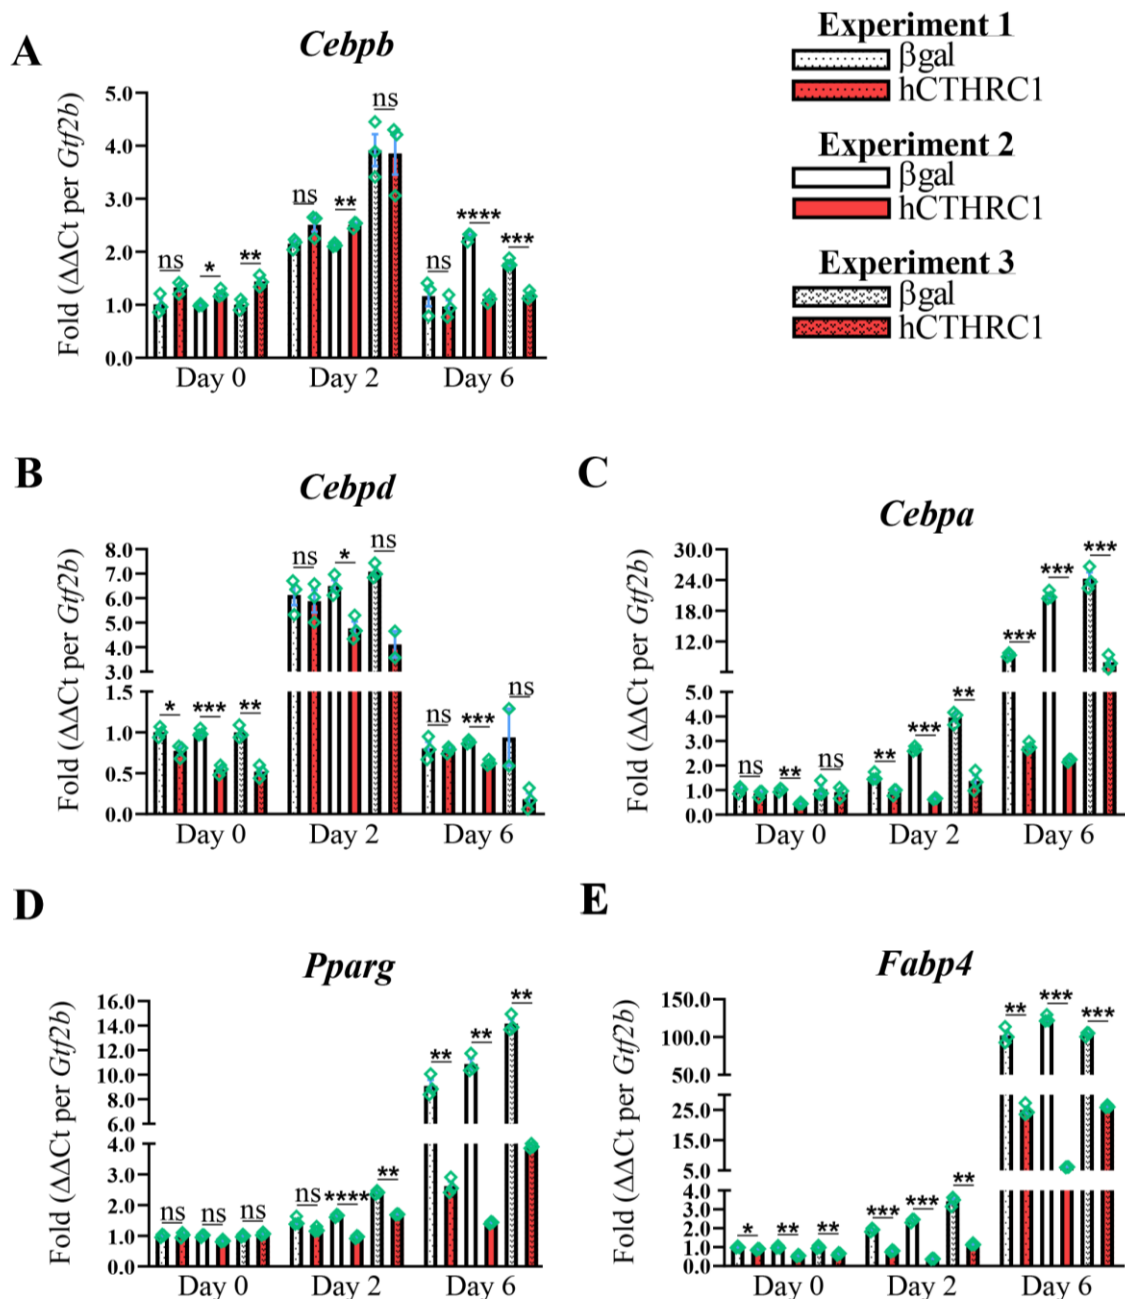 A
Cebpb
Fold (ΔΔCt per Gtf2b)
5.0
4.0
3.0
2.0
1.0
0.0
ns * **
ns ** ns
ns **** ***
Day 0 Day 2 Day 6
Experiment 1
βgal
hCTHRC1
Experiment 2
βgal
hCTHRC1
Experiment 3
βgal
hCTHRC1
B
Cebpd
Fold (ΔΔCt per Gtf2b)
8.0
7.0
6.0
5.0
4.0
3.0
1.5
1.0
0.5
0.0
* *** **
ns * ns
ns *** ns
Day 0 Day 2 Day 6
C
Cebpa
Fold (ΔΔCt per Gtf2b)
30.0
24.0
18.0
12.0
5.0
4.0
3.0
2.0
1.0
0.0
ns ** ns
** *** **
*** *** ***
Day 0 Day 2 Day 6
D
Pparg
Fold (ΔΔCt per Gtf2b)
16.0
14.0
12.0
10.0
8.0
6.0
4.0
3.0
2.0
1.0
0.0
ns ns ns
ns **** **
** ** **
Day 0 Day 2 Day 6
E
Fabp4
Fold (ΔΔCt per Gtf2b)
150.0
100.0
50.0
25.0
15.0
5.0
4.0
3.0
2.0
1.0
0.0
* ** **
*** *** **
** *** ***
Day 0 Day 2 Day 6